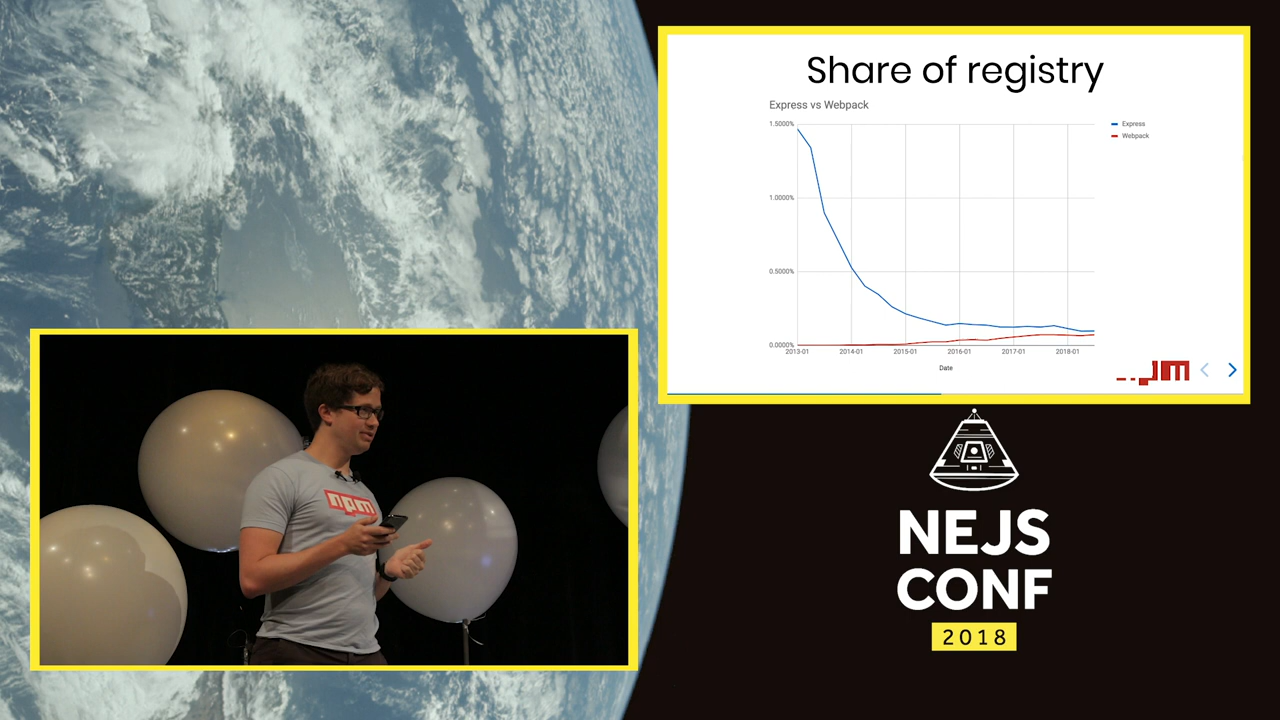 Share of registry
Express vs Webpack
1.5000%
1.0000%
0.5000%
0.0000%
2013-01
2014-01
2015-01
2016-01
2017-01
2018-01
Date
Express
Webpack
npm
npm
NEJS
CONF
2018